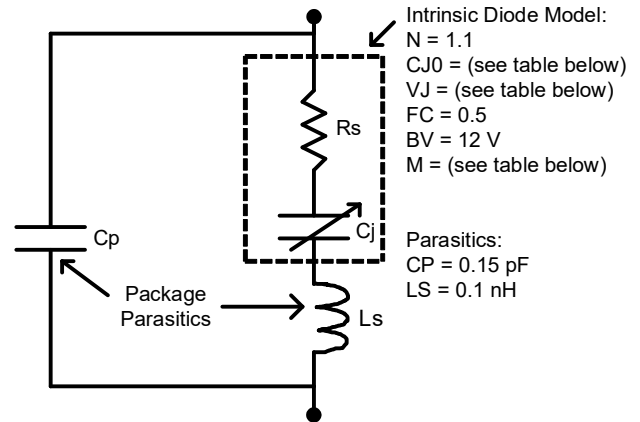 Intrinsic Diode Model:
N = 1.1
CJ0 = (see table below)
VJ = (see table below)
FC = 0.5
BV = 12 V
M = (see table below)
Rs
Cj
Cp
Parasitics:
CP = 0.15 pF
LS = 0.1 nH
Package
Parasitics
Ls